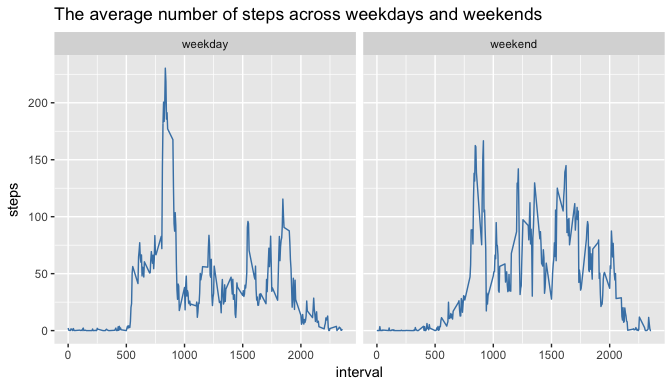 The average number of steps across weekdays and weekends
weekday weekend
steps
200
150
100
50
0
0 500 1000 1500 2000 0 500 1000 1500 2000
interval